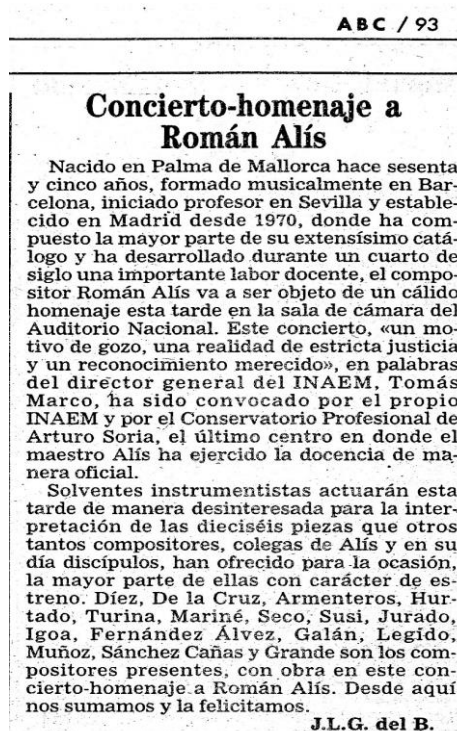 ABC / 93
Concierto-homenaje a
Román Alís
Nacido en Palma de Mallorca hace sesenta
y cinco años, formado musicalmente en Bar-
celona, iniciado profesor en Sevilla y estable-
cido en Madrid desde 1970, donde ha com-
puesto la mayor parte de su extensísimo catá-
logo y ha desarrollado durante un cuarto de
siglo una importante labor docente, el compo-
sitor Román Alís va a ser objeto de un cálido
homenaje esta tarde en la sala de cámara del
Auditorio Nacional. Este concierto, «un mo-
tivo de gozo, una realidad de estricta justicia
y un reconocimiento merecido», en palabras
del director general del INAEM, Tomás
Marco, ha sido convocado por el propio
INAEM y por el Conservatorio Profesional de
Arturo Soria, el último centro en donde el
maestro Alís ha ejercido la docencia de ma-
nera oficial.
Solventes instrumentistas actuarán esta
tarde de manera desinteresada para la inter-
pretación de las dieciséis piezas que otros
tantos compositores, colegas de Alís y en su
día discípulos, han ofrecido para la ocasión,
la mayor parte de ellas con carácter de es-
treno. Díez, De la Cruz, Armenteros, Hur-
tado, Turina, Mariné, Seco, Susi, Jurado,
Igoa, Fernández Álvez, Galán, Legido,
Muñoz, Sánchez Cañas y Grande son los com-
positores presentes, con obra en este con-
cierto-homenaje a Román Alís. Desde aquí
nos sumamos y la felicitamos.
J.L.G. del B.